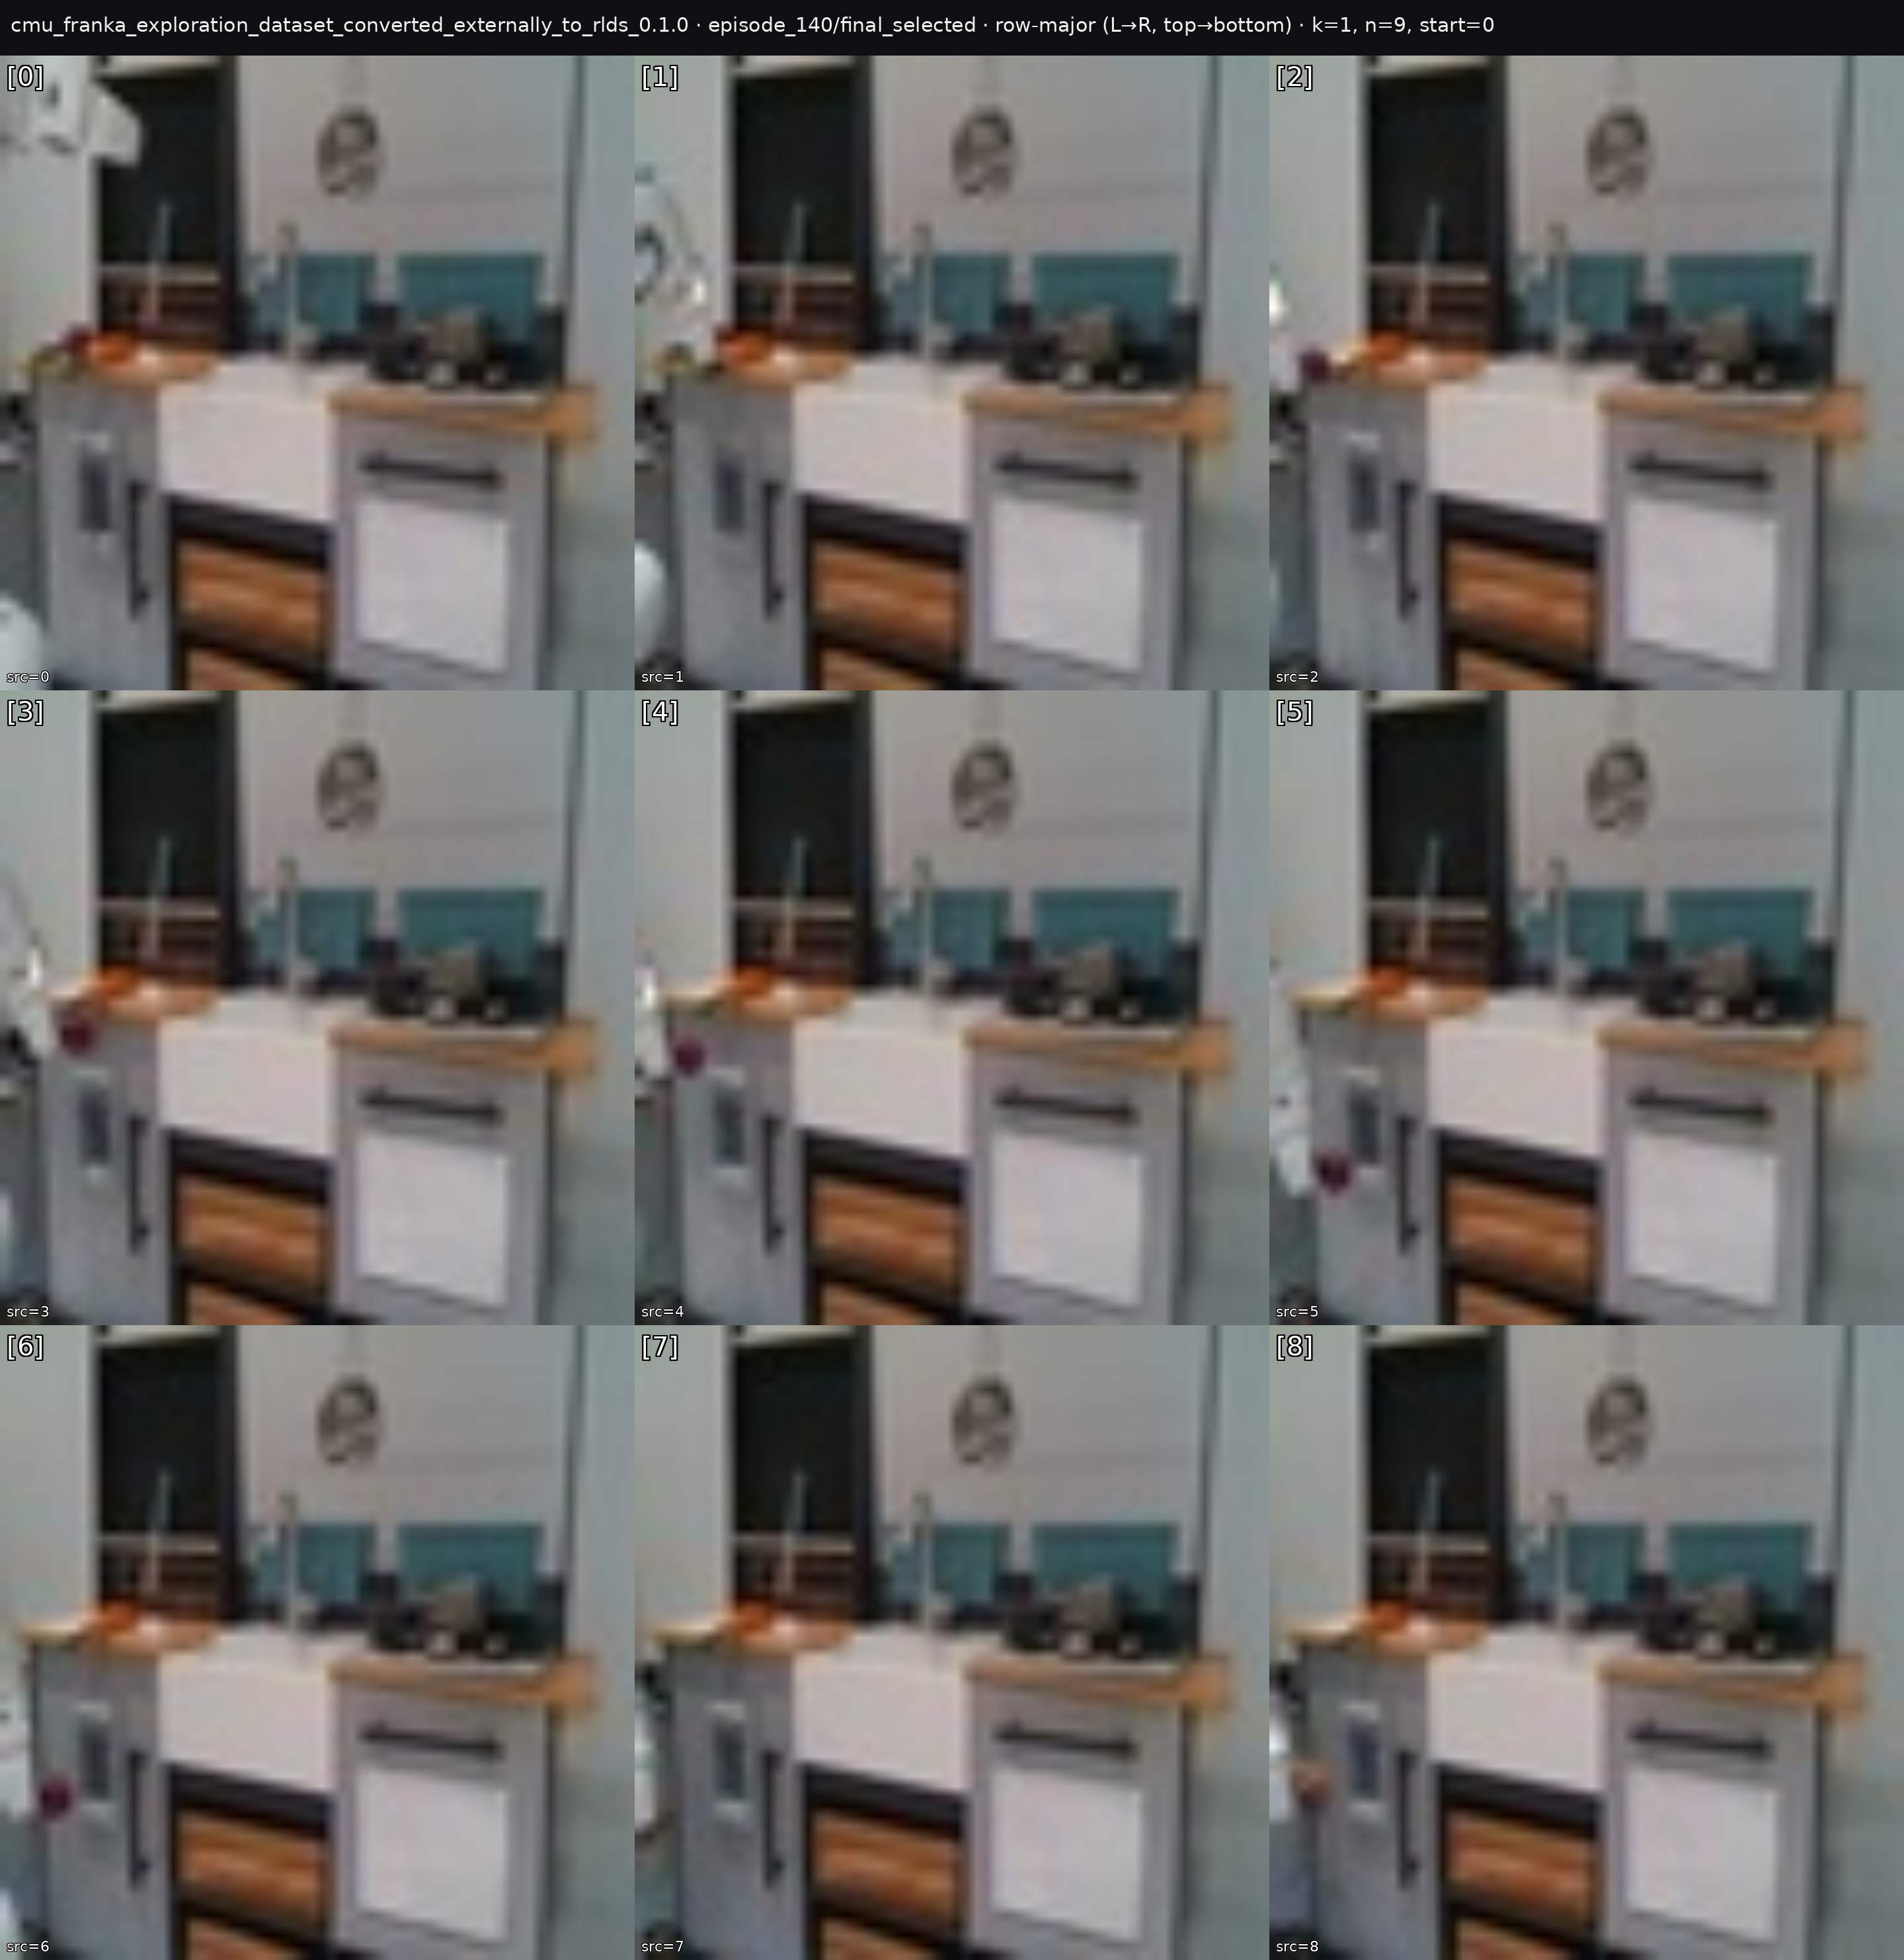 cmu_franka_exploration_dataset_converted_externally_to_rlds_0.1.0 · episode_140/final_selected · row-major (L→R, top→bottom) · k=1, n=9, start=0
[0]
[1]
[2]
src=0
src=1
src=2
[3]
[4]
[5]
src=3
src=4
src=5
[6]
[7]
[8]
src=6
src=7
src=8